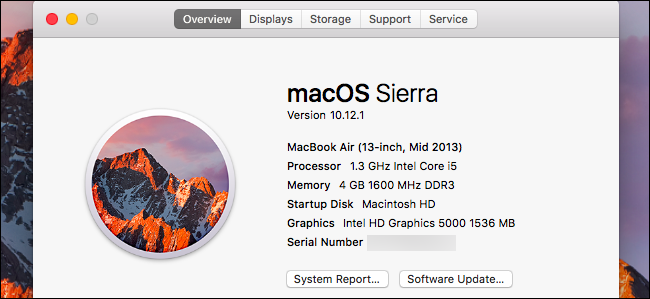 Overview Displays Storage Support Service
macOS Sierra
Version 10.12.1
MacBook Air (13-inch, Mid 2013)
Processor 1.3 GHz Intel Core i5
Memory 4 GB 1600 MHz DDR3
Startup Disk Macintosh HD
Graphics Intel HD Graphics 5000 1536 MB
Serial Number
System Report... Software Update...